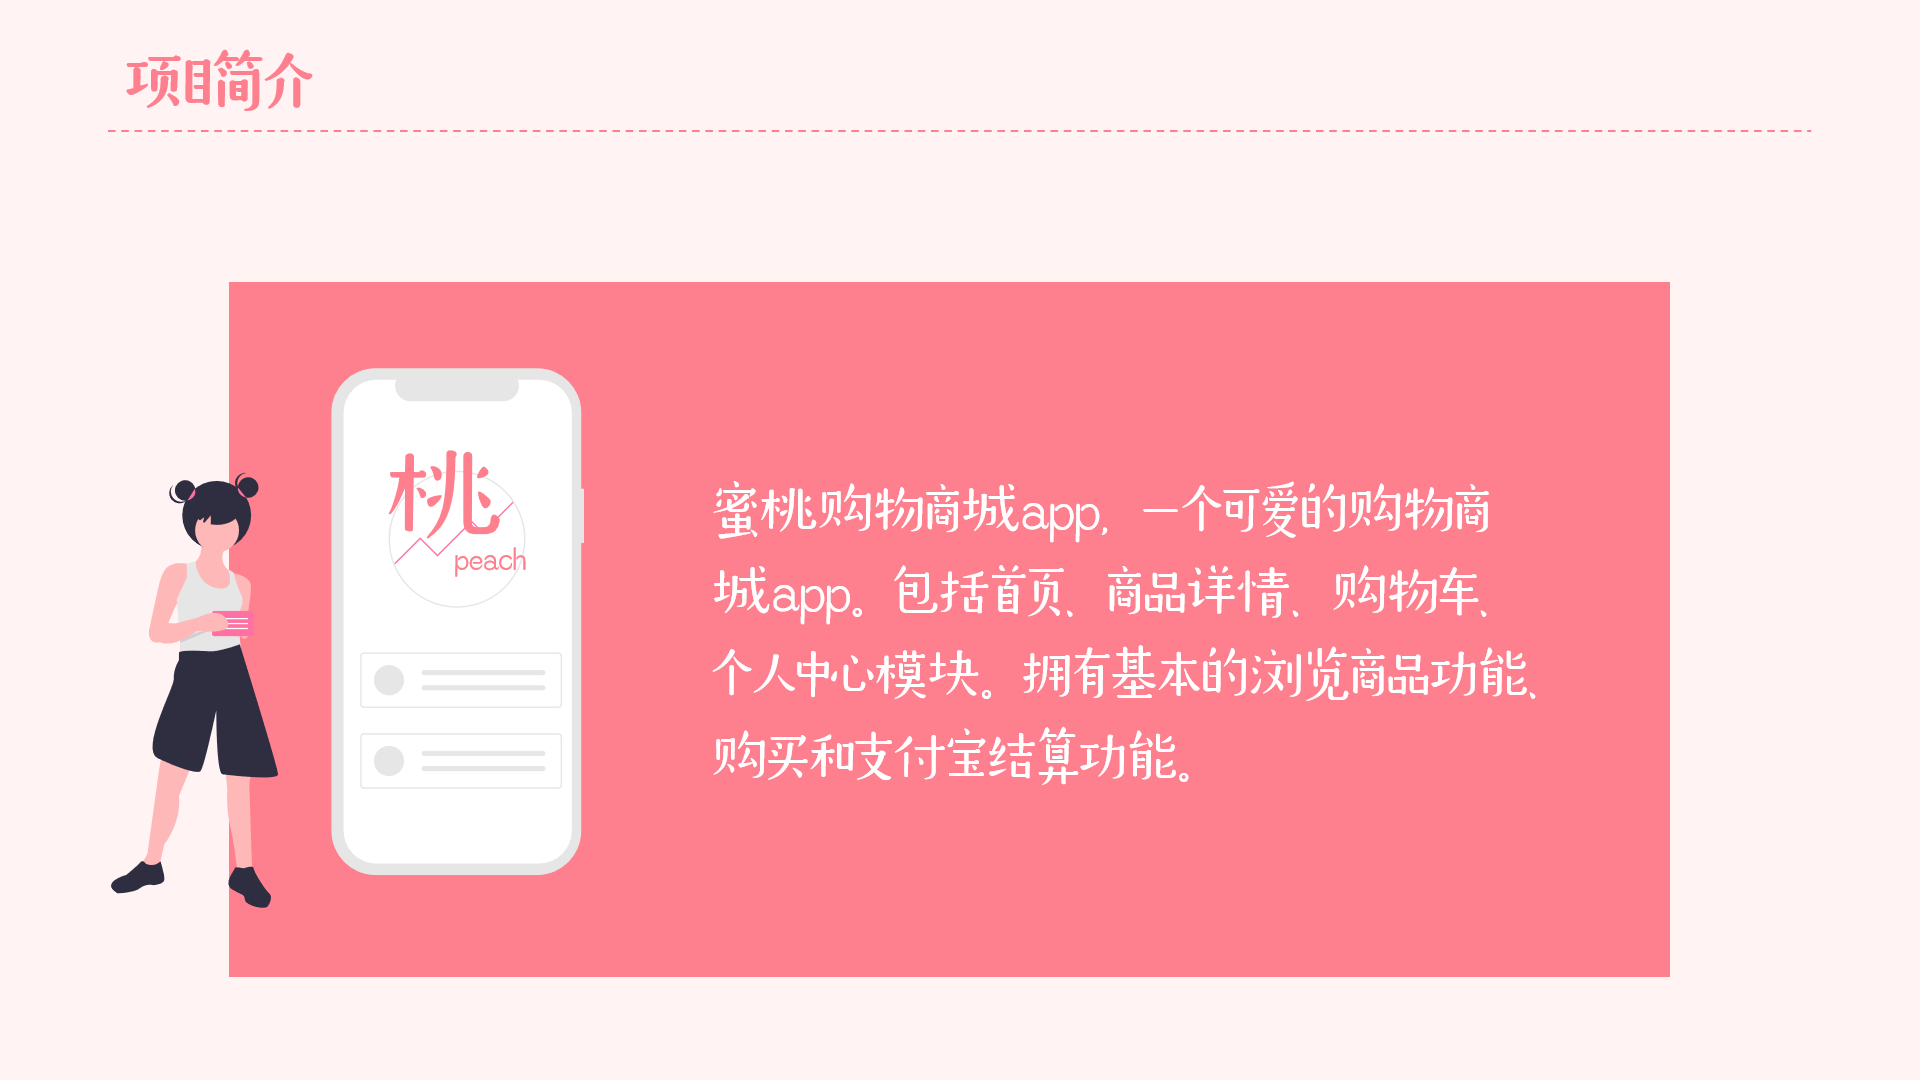 项目简介
桃
peach
蜜桃购物商城app，一个可爱的购物商
城app。包括首页、商品详情、购物车、
个人中心模块。拥有基本的浏览商品功能、
购买和支付宝结算功能。